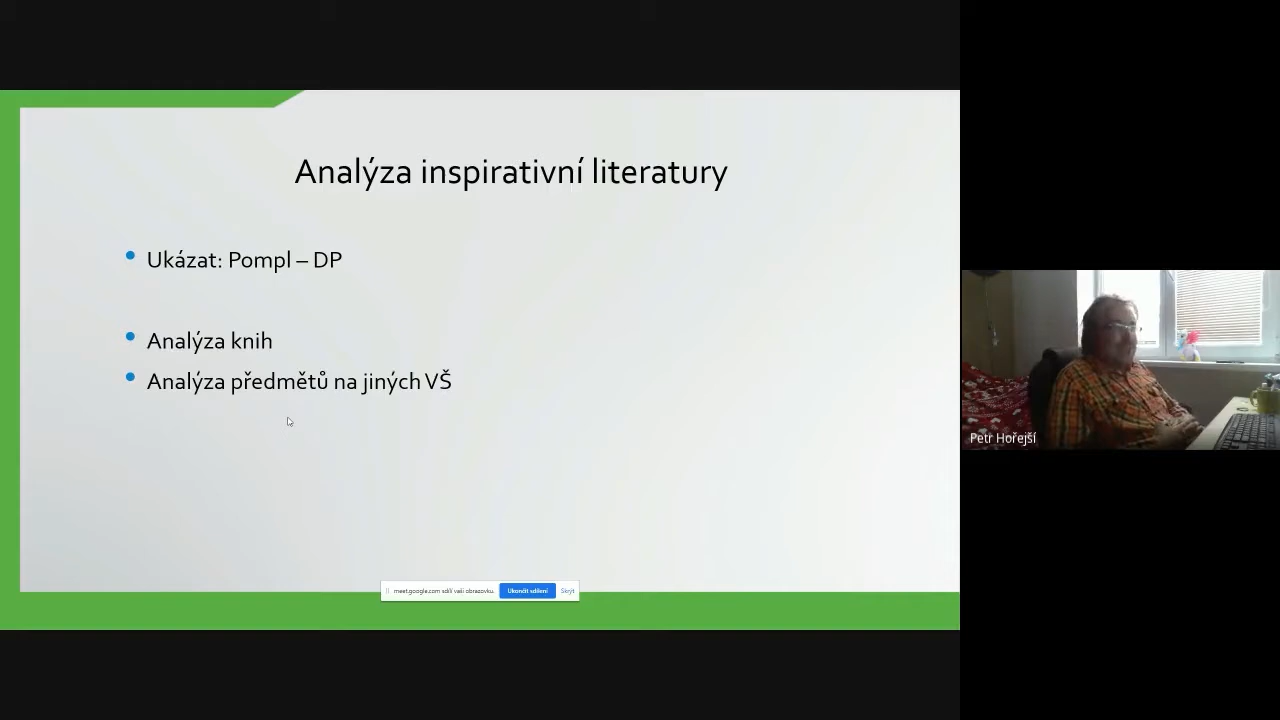 Analýza inspirativní literatury
Ukázat: Pompl – DP
Analýza knih
Analýza předmětů na jiných VŠ
meet.google.com sdílí vaši obrazovku.
Ukončit sdílení
Skrýt
Petr Hořejší